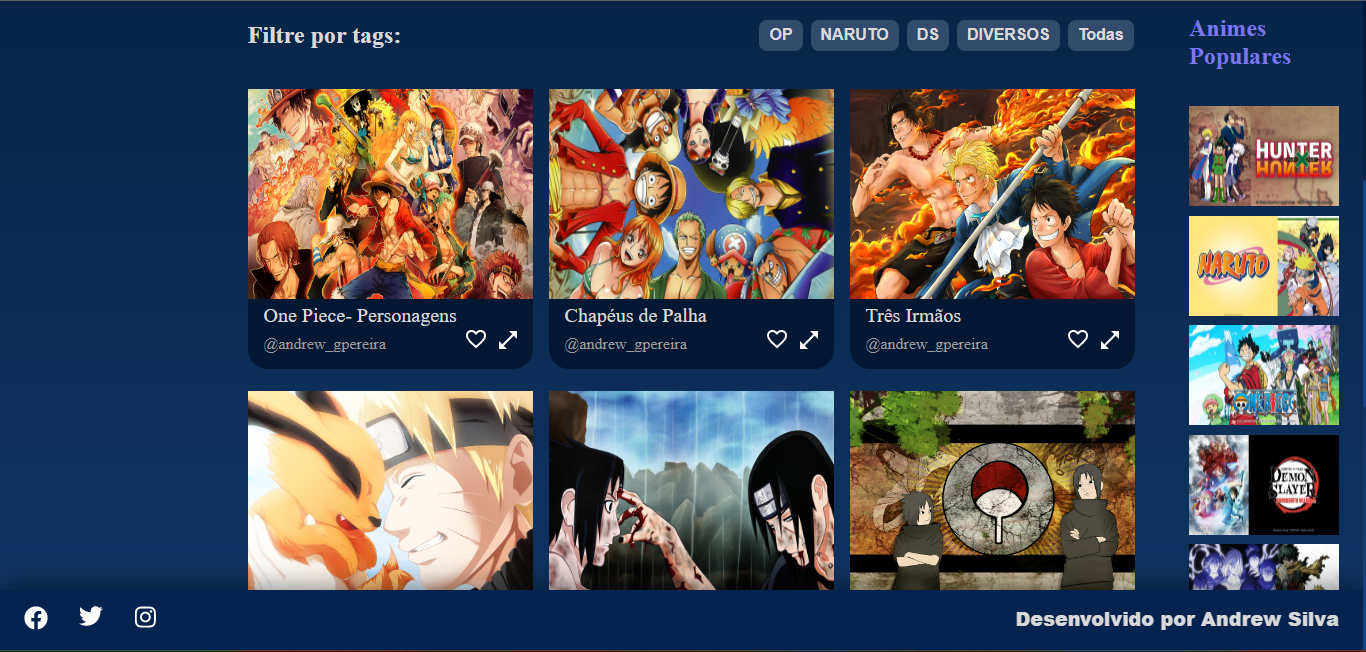 Filtre por tags:
OP
NARUTO
DS
DIVERSOS
Todas
Animes
Populares
One Piece- Personagens
@andrew_gpereira
Chapéus de Palha
@andrew_gpereira
Três Irmãos
@andrew_gpereira
HUNTER
HUNTER
NARUTO
ONE PIECE
DEMON
SLAYER
Desenvolvido por Andrew Silva